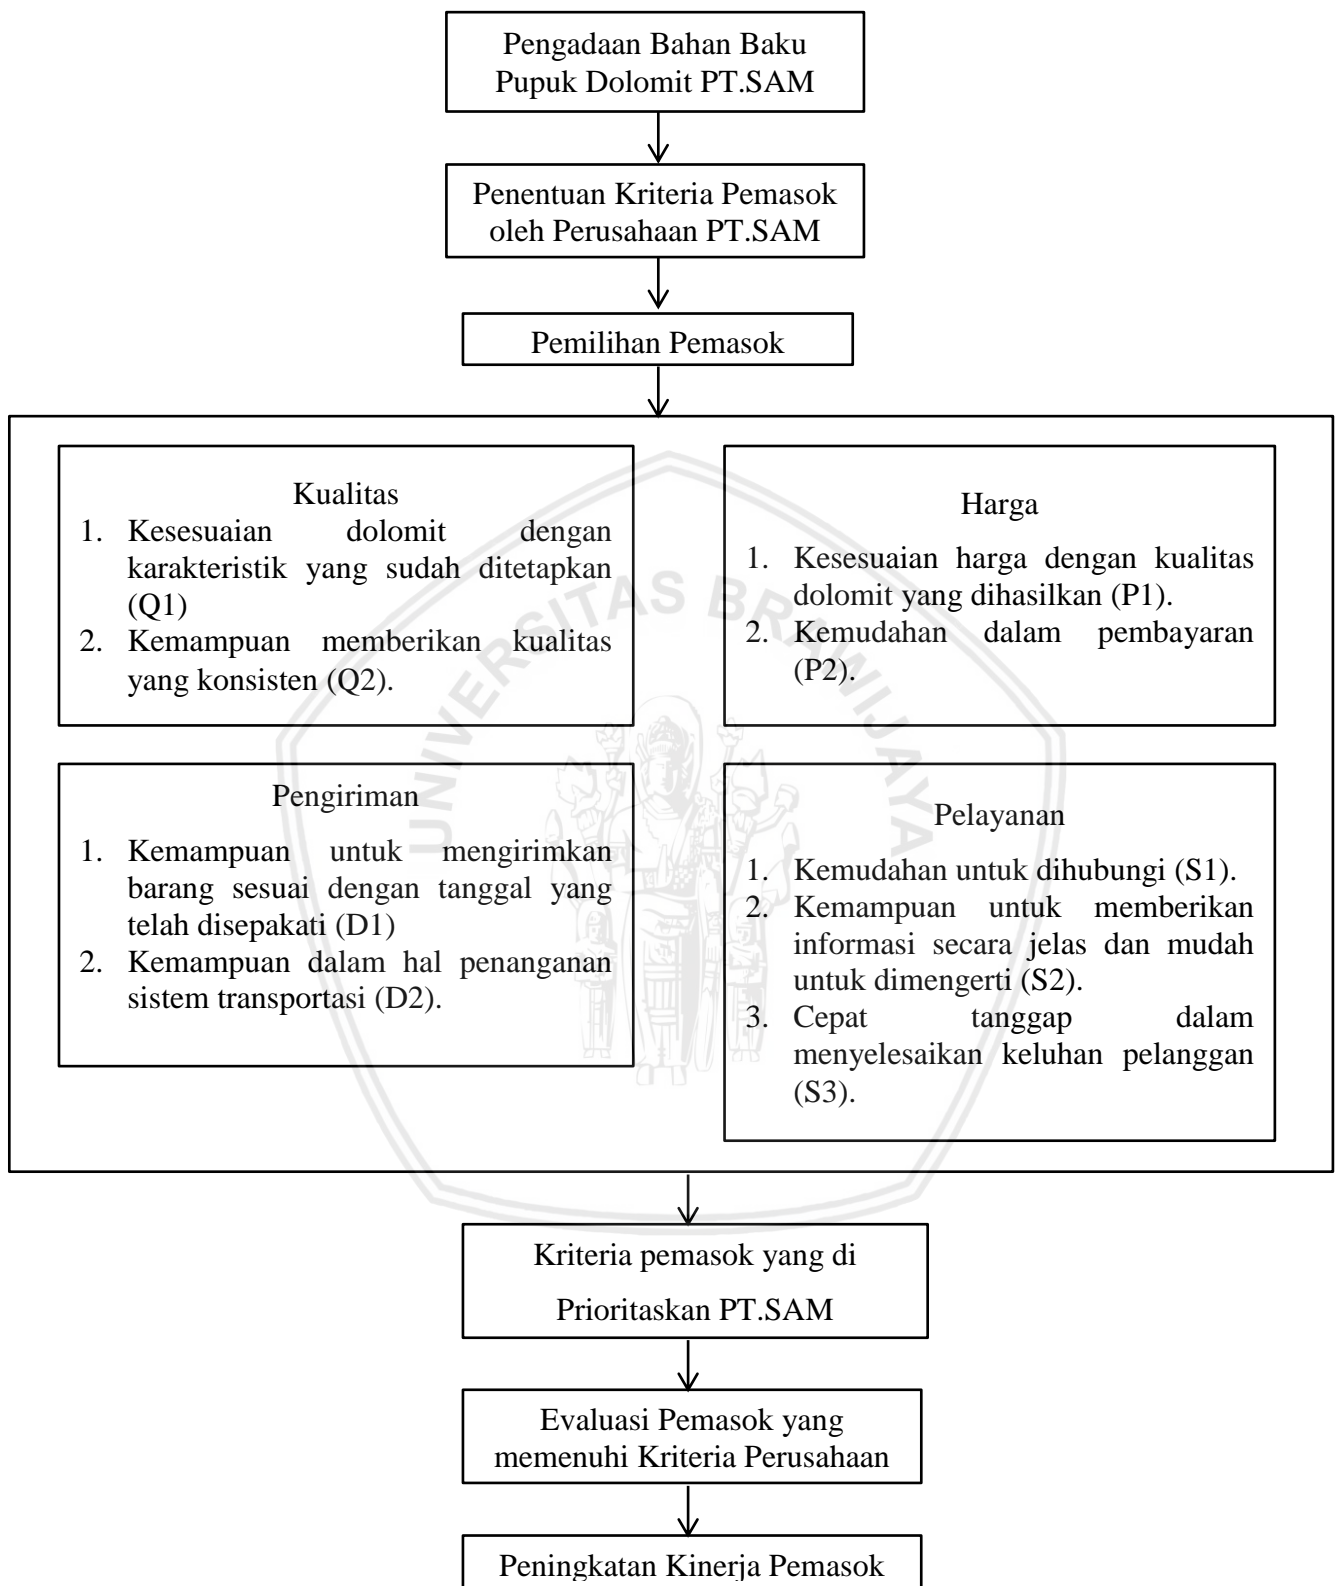 Pengadaan Bahan Baku
Pupuk Dolomit PT.SAM
Penentuan Kriteria Pemasok
oleh Perusahaan PT.SAM
Pemilihan Pemasok
Kualitas
1. Kesesuaian dolomit dengan
karakteristik yang sudah ditetapkan
(Q1)
2. Kemampuan memberikan kualitas
yang konsisten (Q2).
Harga
1. Kesesuaian harga dengan kualitas
dolomit yang dihasilkan (P1).
2. Kemudahan dalam pembayaran
(P2).
Pengiriman
1. Kemampuan untuk mengirimkan
barang sesuai dengan tanggal yang
telah disepakati (D1)
2. Kemampuan dalam hal penanganan
sistem transportasi (D2).
Pelayanan
1. Kemudahan untuk dihubungi (S1).
2. Kemampuan untuk memberikan
informasi secara jelas dan mudah
untuk dimengerti (S2).
3. Cepat tanggap dalam
menyelesaikan keluhan pelanggan
(S3).
UNIVERSITAS BRAWIJAYA
Kriteria pemasok yang di
Prioritaskan PT.SAM
Evaluasi Pemasok yang
memenuhi Kriteria Perusahaan
Peningkatan Kinerja Pemasok